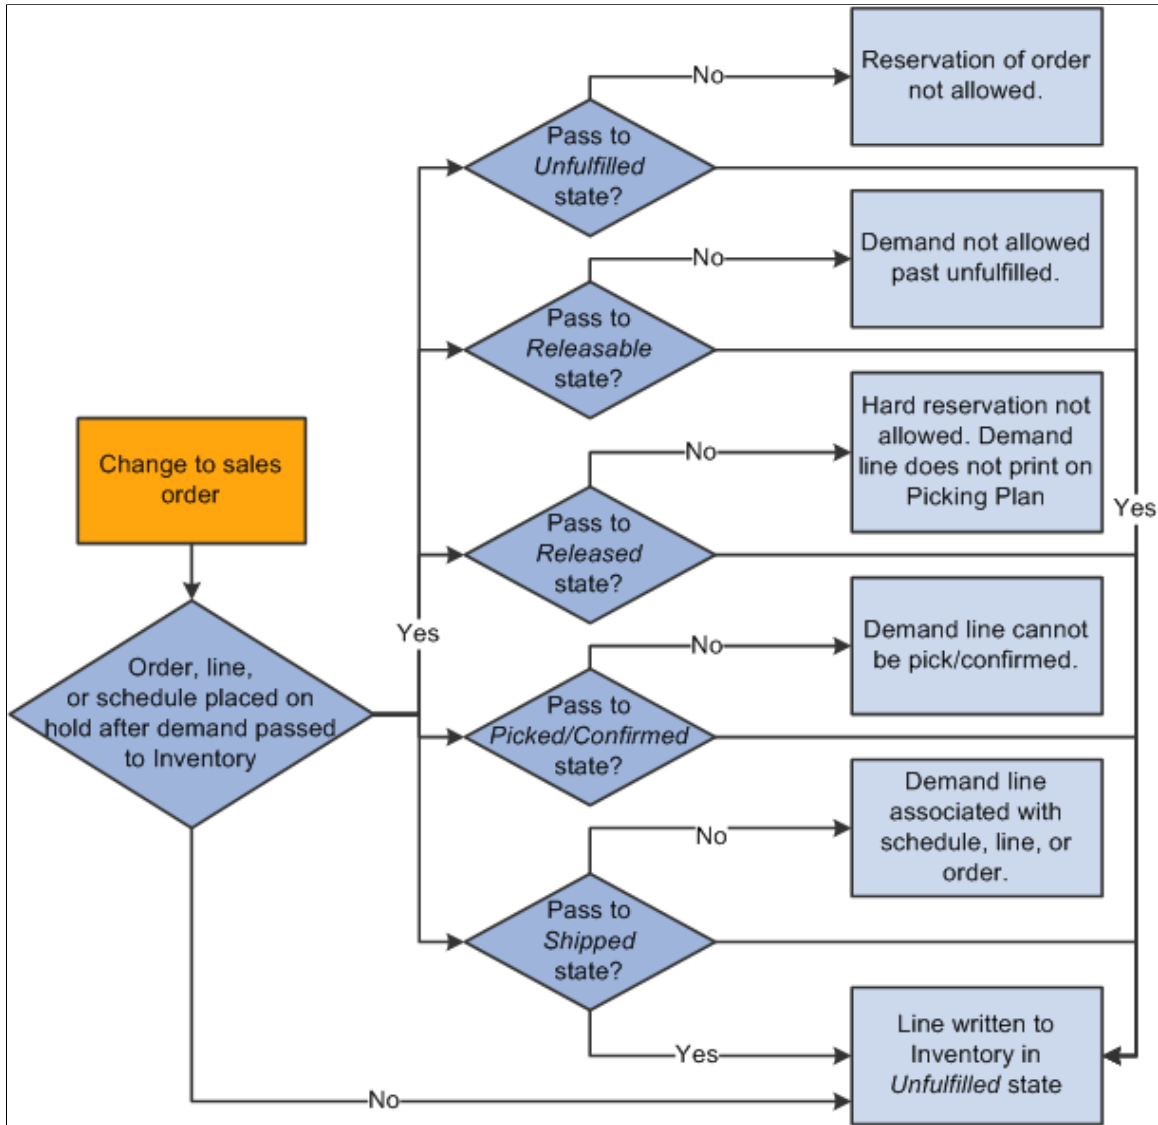 No
Reservation of order
not allowed.
Pass to
Unfulfilled
state?
No
Demand not allowed
past unfulfilled.
Pass to
Releasable
state?
No
Hard reservation not
allowed. Demand
line does not print on
Picking Plan
Change to sales
order
Pass to
Released
state?
Yes
Yes
No
Demand line cannot
be pick/confirmed.
Order, line,
or schedule placed on
hold after demand passed
to Inventory
Pass to
Picked/Confirmed
state?
No
Demand line
associated with
schedule, line, or
order.
Pass to
Shipped
state?
Yes
Line written to
Inventory in
Unfulfilled state
No